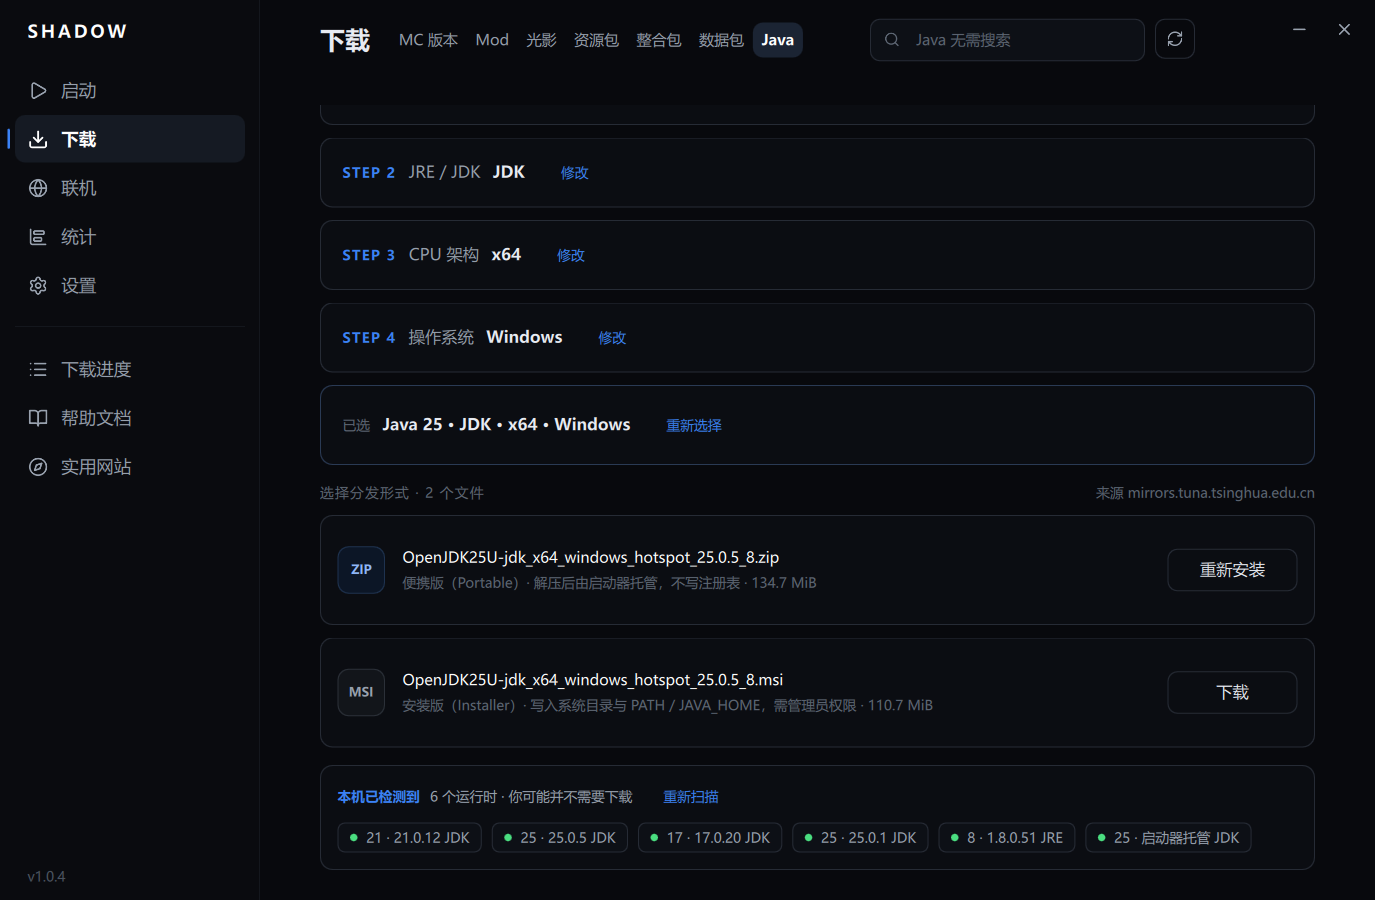 SHADOW
启动
下载
联机
统计
设置
下载进度
帮助文档
实用网站
v1.0.4
下载 MC 版本 Mod 光影 资源包 整合包 数据包 Java
Java 无需搜索
STEP 2 JRE / JDK JDK 修改
STEP 3 CPU 架构 x64 修改
STEP 4 操作系统 Windows 修改
已选 Java 25 • JDK • x64 • Windows 重新选择
选择分发形式 · 2 个文件 来源 mirrors.tuna.tsinghua.edu.cn
ZIP
OpenJDK25U-jdk_x64_windows_hotspot_25.0.5_8.zip
便携版（Portable）· 解压后由启动器托管，不写注册表 · 134.7 MiB
重新安装
MSI
OpenJDK25U-jdk_x64_windows_hotspot_25.0.5_8.msi
安装版（Installer）· 写入系统目录与 PATH / JAVA_HOME，需管理员权限 · 110.7 MiB
下载
本机已检测到 6 个运行时 · 你可能并不需要下载 重新扫描
21 · 21.0.12 JDK 25 · 25.0.5 JDK 17 · 17.0.20 JDK 25 · 25.0.1 JDK 8 · 1.8.0.51 JRE 25 · 启动器托管 JDK